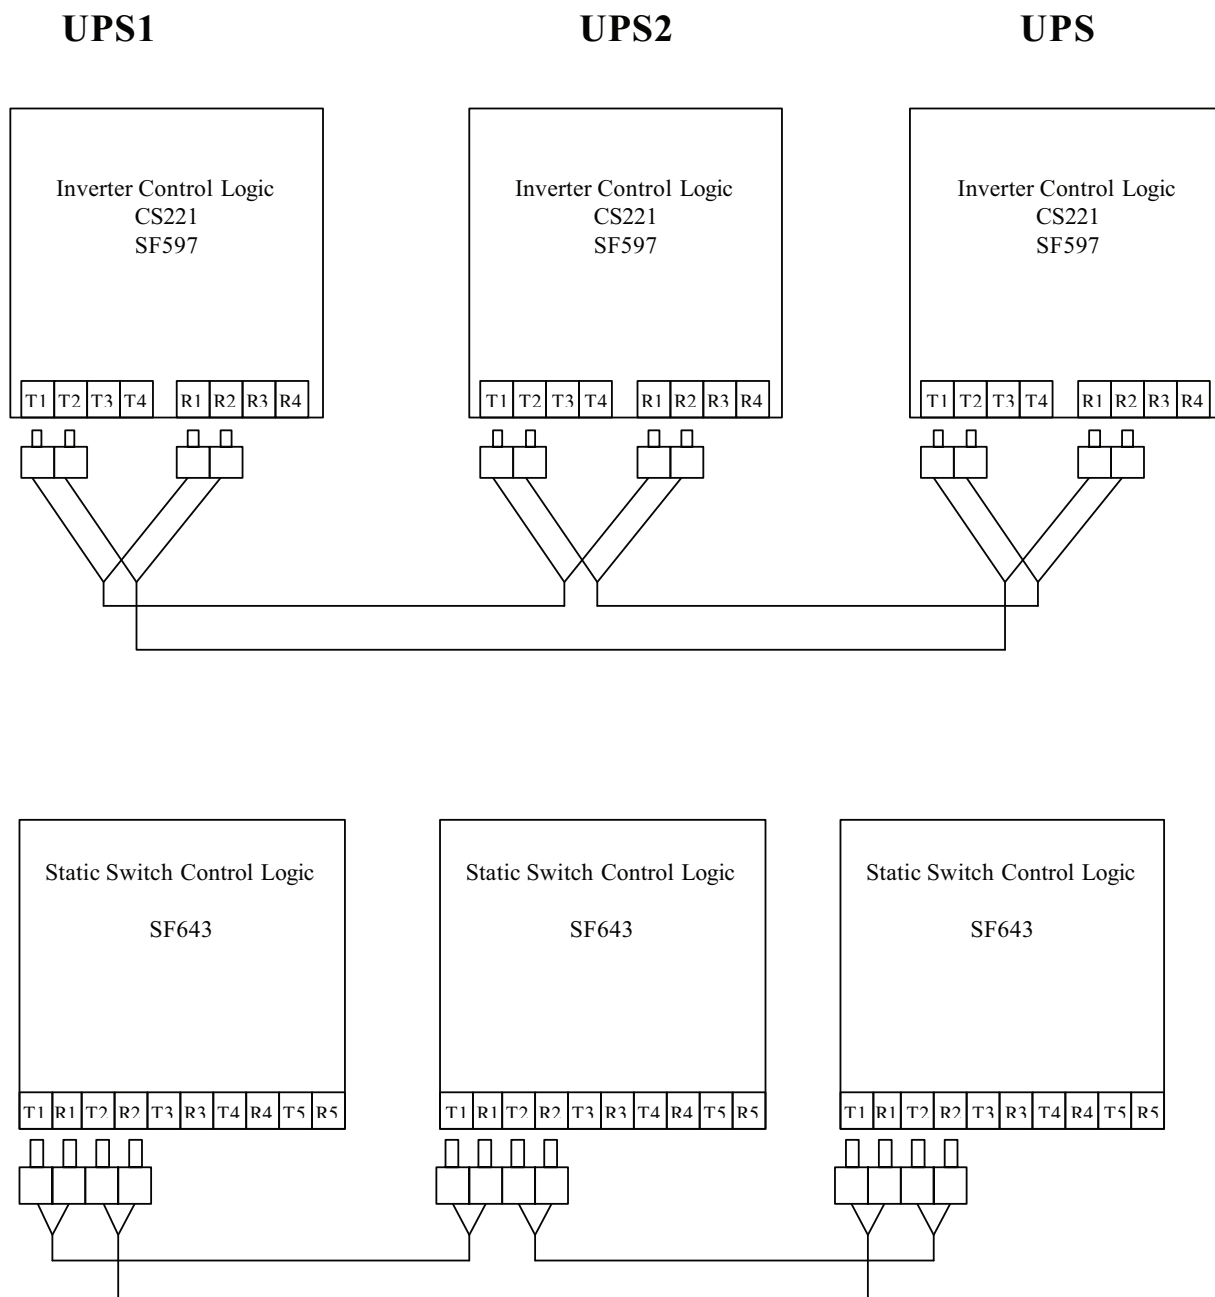 UPS1 UPS2 UPS
Inverter Control Logic
CS221
SF597
Inverter Control Logic
CS221
SF597
Inverter Control Logic
CS221
SF597
T1 T2 T3 T4 R1 R2 R3 R4
T1 T2 T3 T4 R1 R2 R3 R4
T1 T2 T3 T4 R1 R2 R3 R4
Static Switch Control Logic
SF643
Static Switch Control Logic
SF643
Static Switch Control Logic
SF643
T1 R1 T2 R2 T3 R3 T4 R4 T5 R5
T1 R1 T2 R2 T3 R3 T4 R4 T5 R5
T1 R1 T2 R2 T3 R3 T4 R4 T5 R5